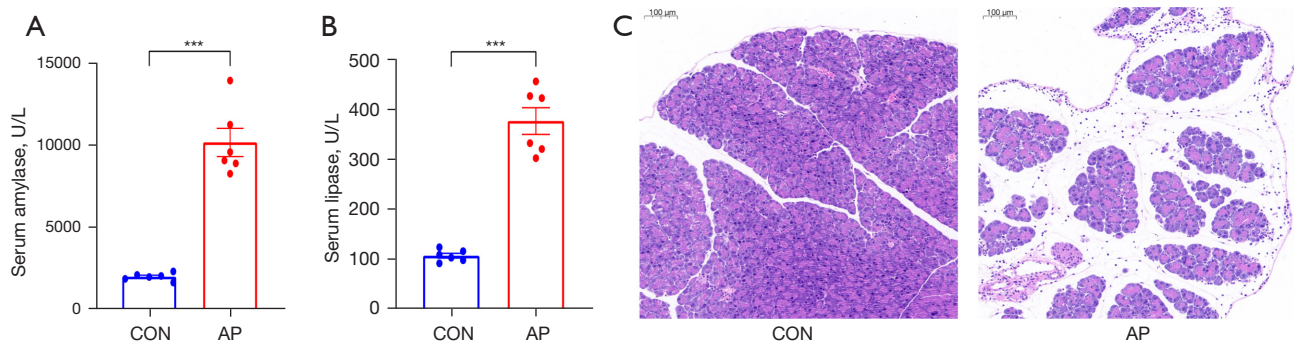 A
***
Serum amylase, U/L
15000
10000
5000
0
CON AP
B
***
Serum lipase, U/L
500
400
300
200
100
0
CON AP
C
100 μm
CON
100 μm
AP